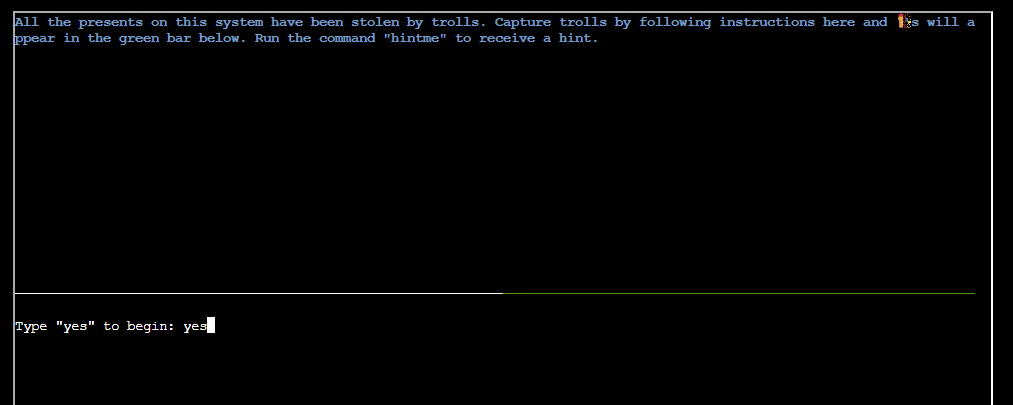 All the presents on this system have been stolen by trolls. Capture trolls by following instructions here and 🎁's will a
ppear in the green bar below. Run the command "hintme" to receive a hint.
Type "yes" to begin: yes